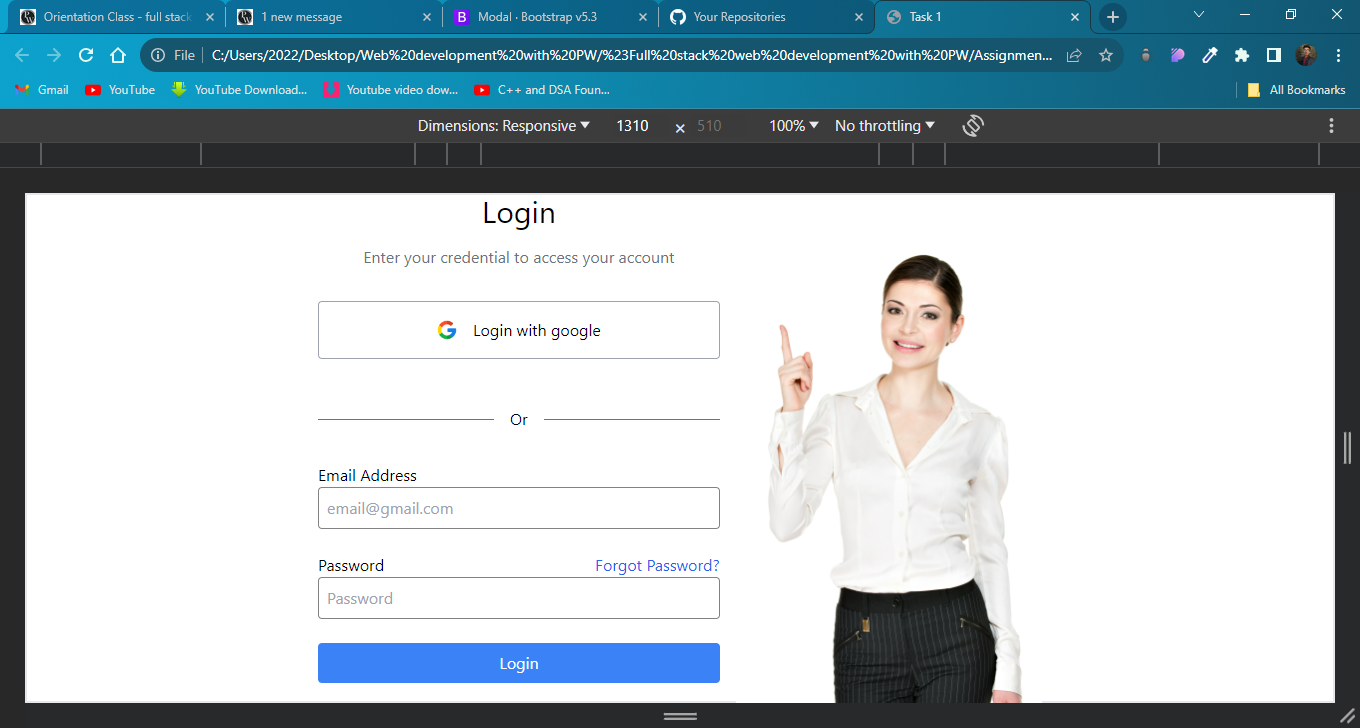 Orientation Class - full stack
1 new message
Modal · Bootstrap v5.3
Your Repositories
Task 1
File
C:/Users/2022/Desktop/Web%20development%20with%20PW/%23Full%20stack%20web%20development%20with%20PW/Assignmen...
Gmail
YouTube
YouTube Download...
Youtube video dow...
C++ and DSA Foun...
All Bookmarks
Dimensions: Responsive
1310
×
510
100%
No throttling
Login
Enter your credential to access your account
Login with google
Or
Email Address
email@gmail.com
Password
Forgot Password?
Password
Login